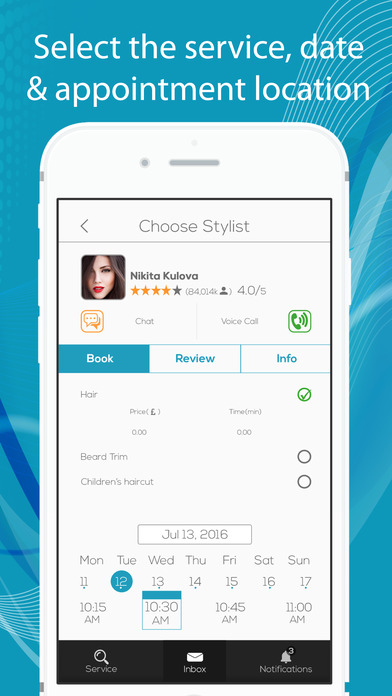 Select the service, date
& appointment location
Choose Stylist
Nikita Kulova
(84,014k ) 4.0/5
Chat Voice Call
Book Review Info
Hair
Price( £ ) Time(min)
0.00 0.00
Beard Trim
Children's haircut
Jul 13, 2016
Mon Tue Wed Thu Fri Sat Sun
11 12 13 14 15 16 17
10:15 10:30 10:45 11:00
AM AM AM AM
3
Service Inbox Notifications